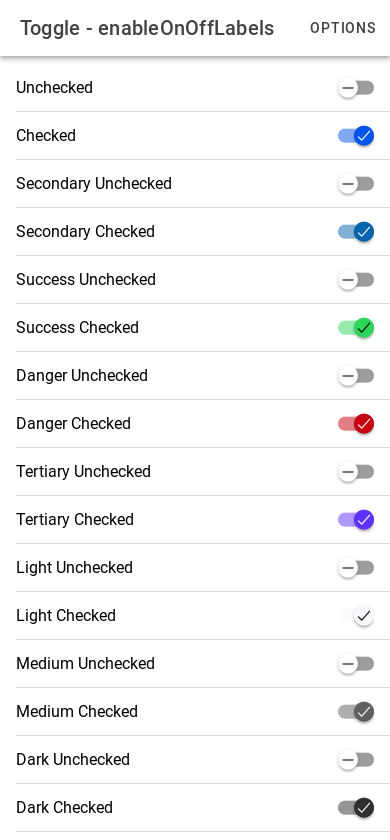 Toggle - enableOnOffLabels OPTIONS
Unchecked
Checked
Secondary Unchecked
Secondary Checked
Success Unchecked
Success Checked
Danger Unchecked
Danger Checked
Tertiary Unchecked
Tertiary Checked
Light Unchecked
Light Checked
Medium Unchecked
Medium Checked
Dark Unchecked
Dark Checked